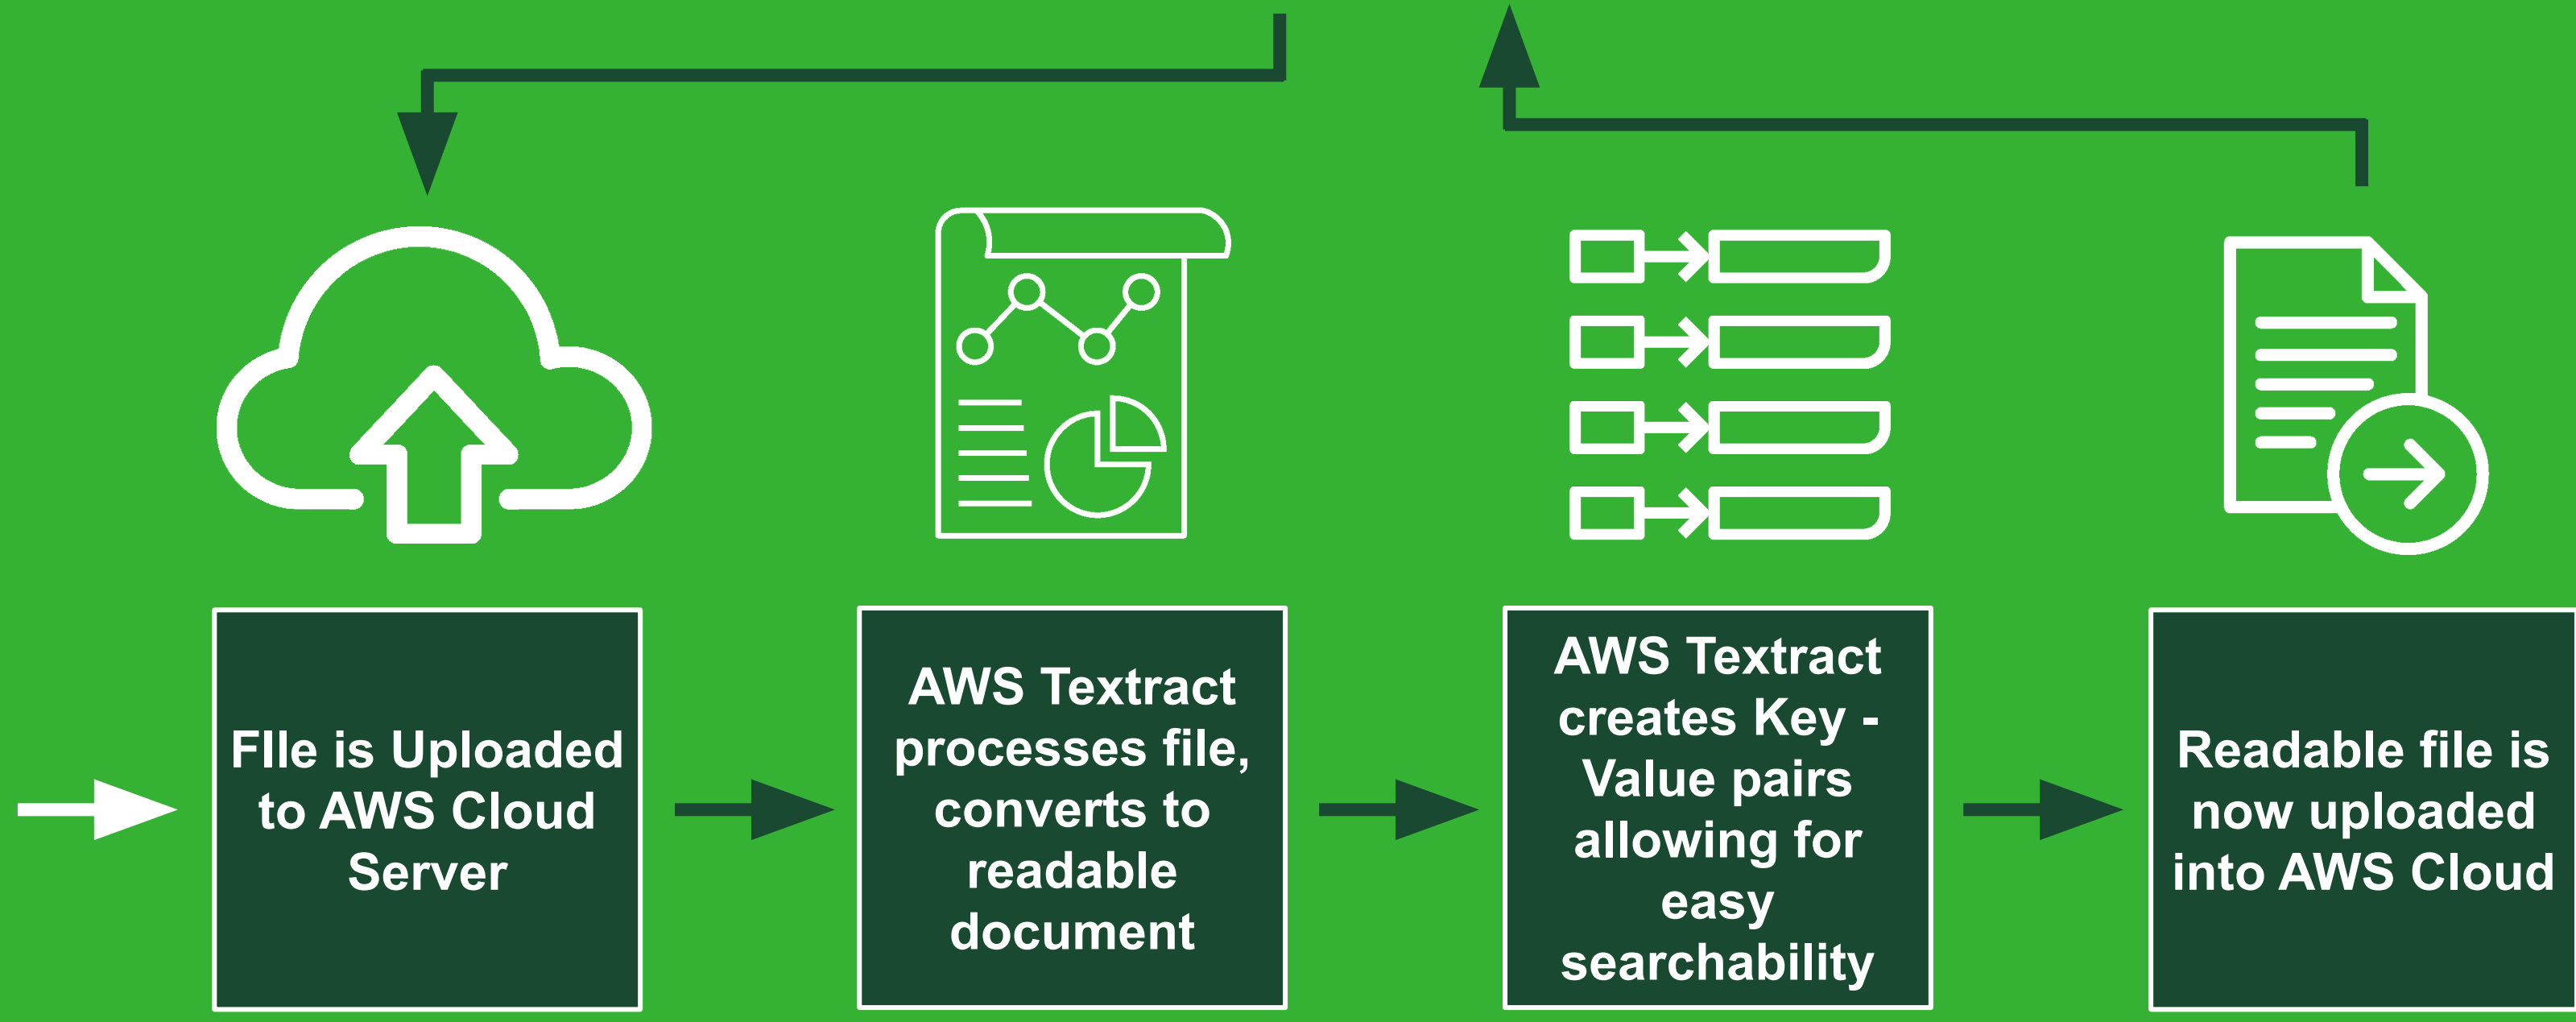 FIle is Uploaded
to AWS Cloud
Server
AWS Textract
processes file,
converts to
readable
document
AWS Textract
creates Key -
Value pairs
allowing for
easy
searchability
Readable file is
now uploaded
into AWS Cloud